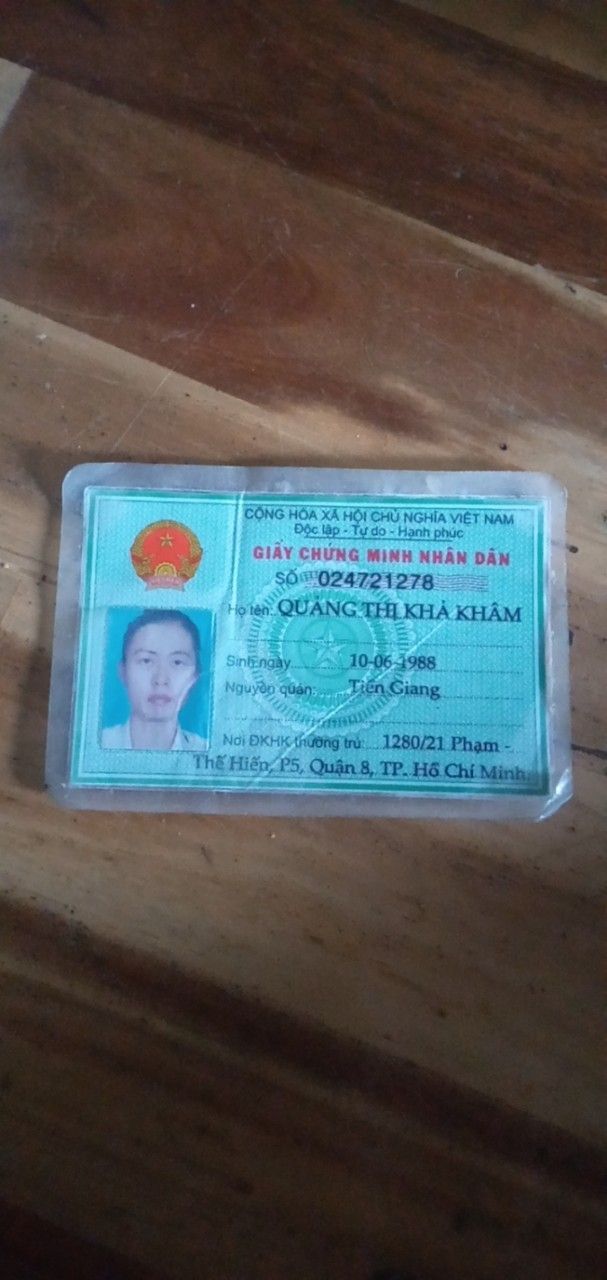 CỘNG HÒA XÃ HỘI CHỦ NGHĨA VIỆT NAM
Độc lập - Tự do - Hạnh phúc
GIẤY CHỨNG MINH NHÂN DÂN
SỐ 024721278
Họ tên: QUÁNG THỊ KHẢ KHÂM
Sinh ngày 10-06-1988
Nguyên quán: Tiền Giang
Nơi ĐKHK thường trú: 1280/21 Phạm -
Thế Hiển, P5, Quận 8, TP. Hồ Chí Minh.